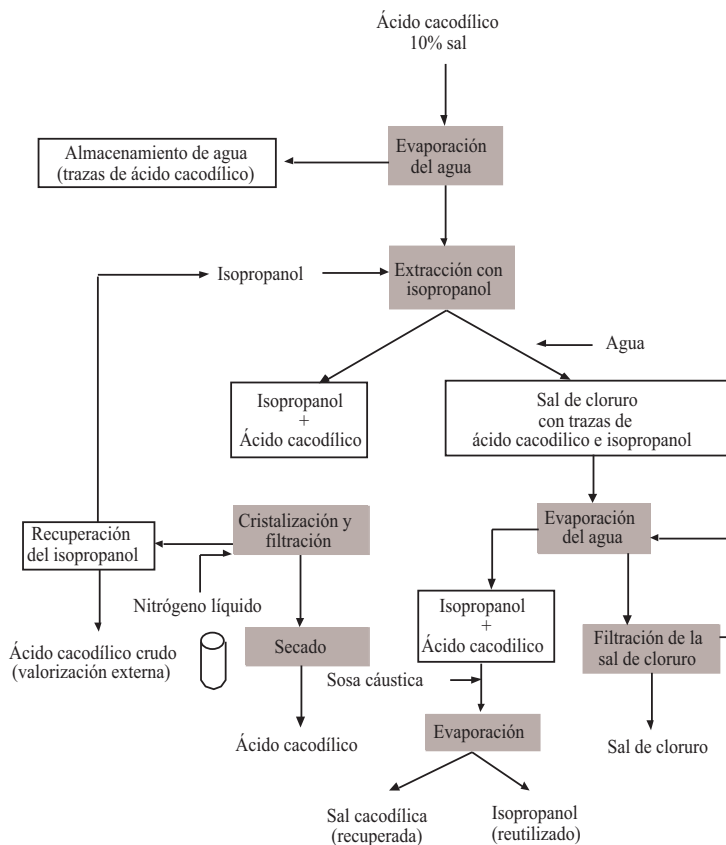 Ácido cacodílico
10% sal
Evaporación
del agua
Almacenamiento de agua
(trazas de ácido cacodílico)
Isopropanol
Extracción con
isopropanol
Agua
Isopropanol
+
Ácido cacodílico
Sal de cloruro
con trazas de
ácido cacodilico e isopropanol
Recuperación
del isopropanol
Cristalización y
filtración
Evaporación
del agua
Nitrógeno líquido
Isopropanol
+
Ácido cacodilico
Ácido cacodílico crudo
(valorización externa)
Secado
Filtración de la
sal de cloruro
Sosa cáustica
Evaporación
Ácido cacodílico
Sal de cloruro
Sal cacodílica
(recuperada)
Isopropanol
(reutilizado)